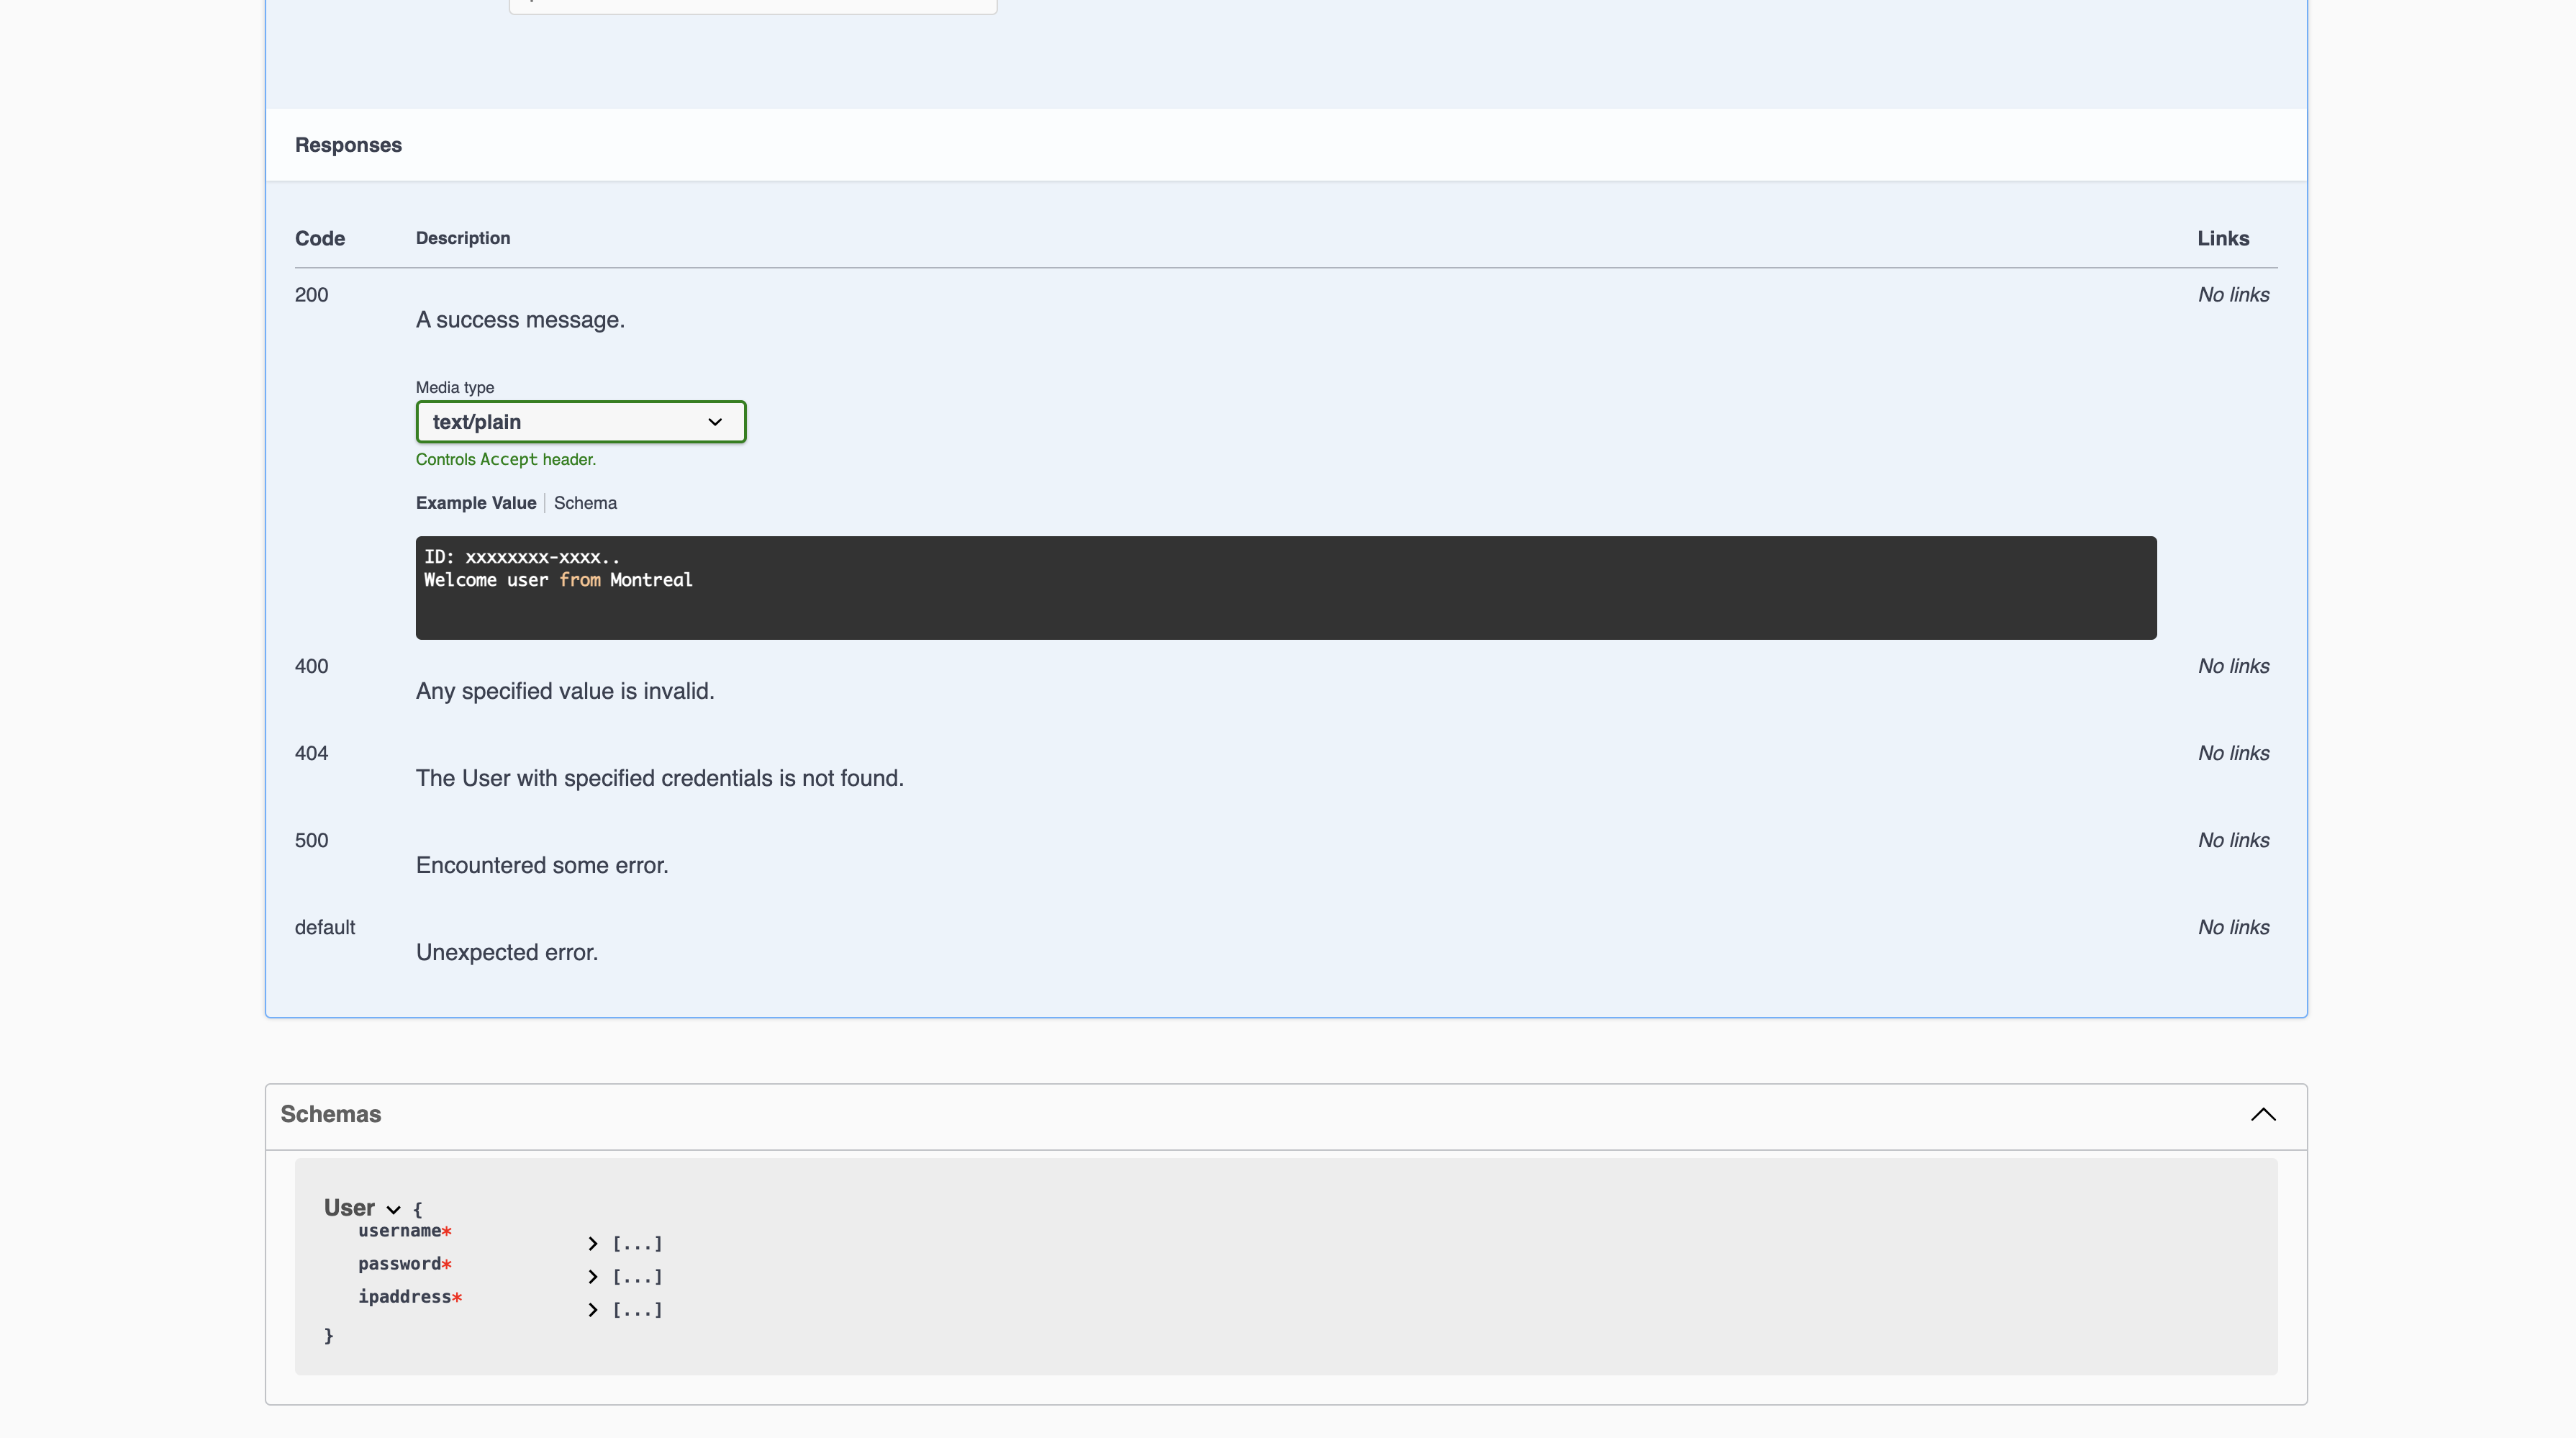 Responses
Code Description Links
200 No links
A success message.
Media type
text/plain
Controls Accept header.
Example Value Schema
ID: xxxxxxxx-xxxx..
Welcome user from Montreal
400 No links
Any specified value is invalid.
404 No links
The User with specified credentials is not found.
500 No links
Encountered some error.
default No links
Unexpected error.
Schemas
User {
username*
[...]
password*
[...]
ipaddress*
[...]
}